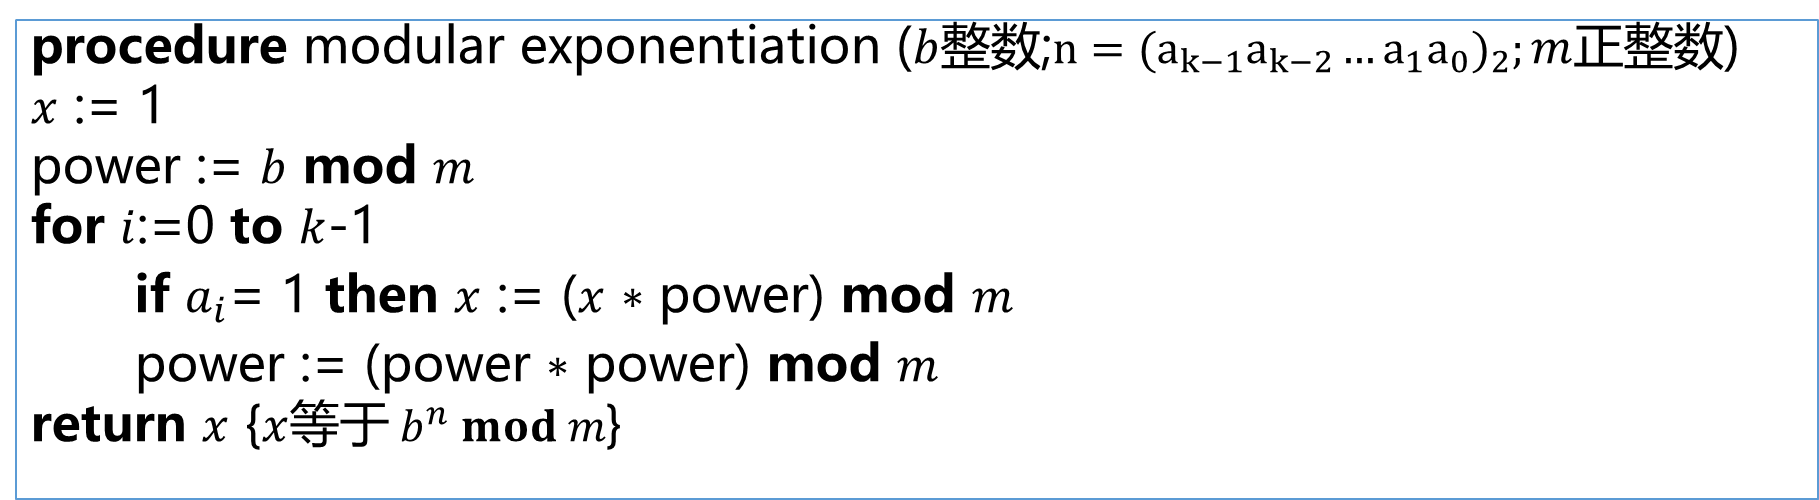 procedure modular exponentiation (b整数;n = (aₖ₋₁aₖ₋₂ … a₁a₀)₂; m正整数)
x := 1
power := b mod m
for i:=0 to k-1
if aᵢ= 1 then x := (x ∗ power) mod m
power := (power ∗ power) mod m
return x {x等于 bⁿ mod m}